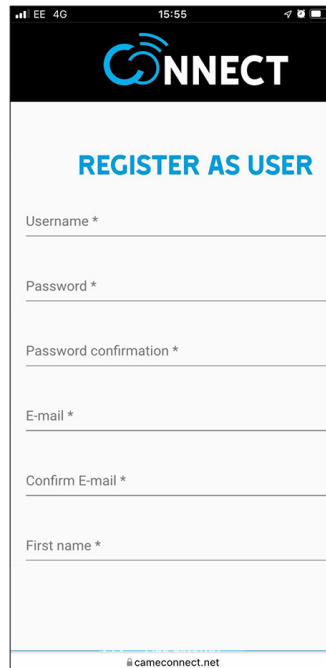 EE 4G 15:55
CONNECT
REGISTER AS USER
Username *
Password *
Password confirmation *
E-mail *
Confirm E-mail *
First name *
cameconnect.net